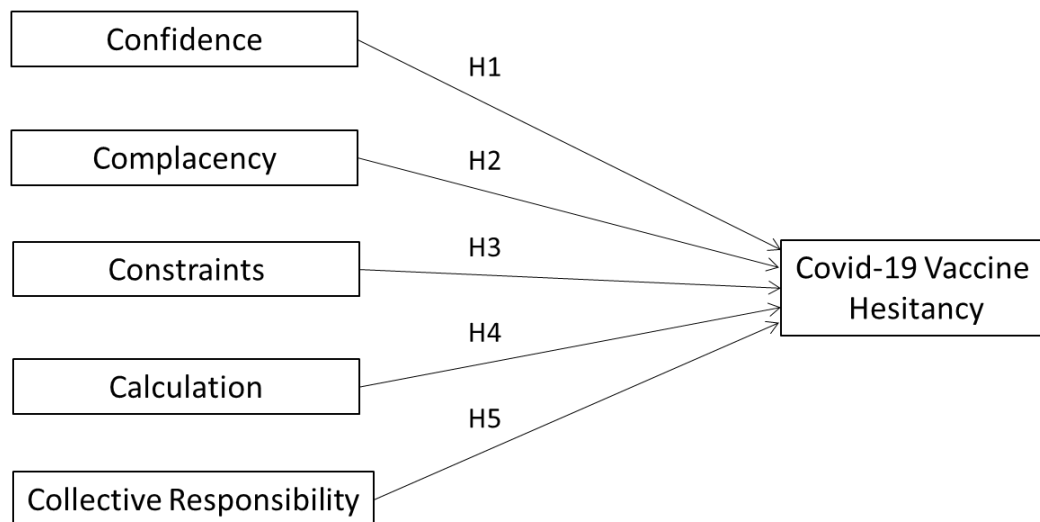 Confidence
H1
Complacency
H2
Constraints
H3
Covid-19 Vaccine
Hesitancy
Calculation
H4
Collective Responsibility
H5